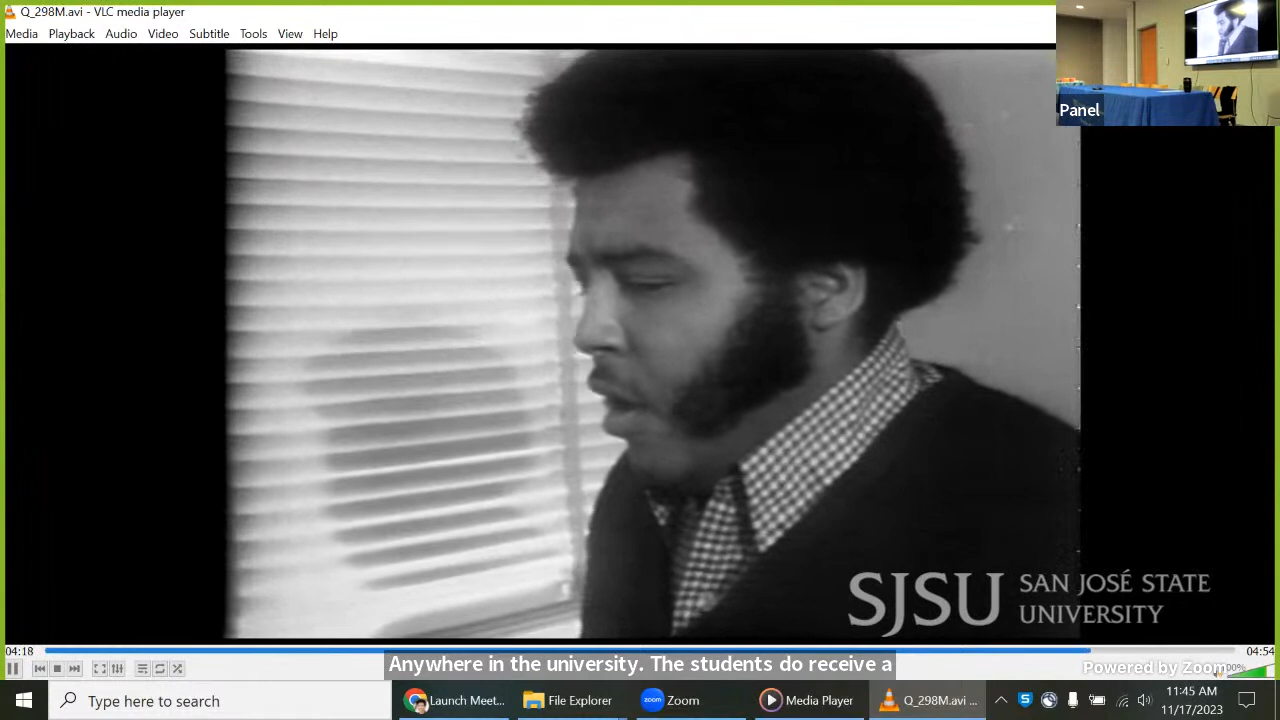 Q_298M.avi - VLC media player
Media Playback Audio Video Subtitle Tools View Help
Panel
SJSU SAN JOSÉ STATE
UNIVERSITY
04:18
04:54
Anywhere in the university. The students do receive a
Powered by Zoom
Type here to search
Launch Meet...
File Explorer
Zoom
zoom
Media Player
Q_298M.avi ...
11:45 AM
11/17/2023